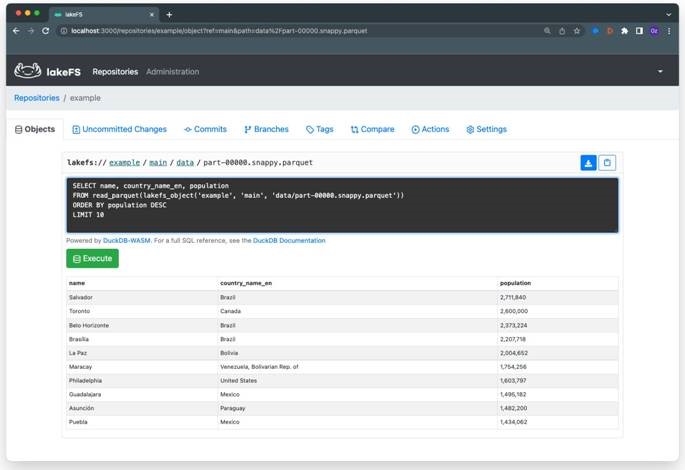 lakeFS
localhost:3000/repositories/example/object?ref=main&path=data%2Fpart-00000.snappy.parquet
Oz
lakeFS Repositories Administration
Repositories / example
Objects Uncommitted Changes Commits Branches Tags Compare Actions Settings
lakefs:// example / main / data / part-00000.snappy.parquet
SELECT name, country_name_en, population
FROM read_parquet(lakefs_object('example', 'main', 'data/part-00000.snappy.parquet'))
ORDER BY population DESC
LIMIT 10
Powered by DuckDB-WASM. For a full SQL reference, see the DuckDB Documentation
Execute
name country_name_en population
Salvador Brazil 2,711,840
Toronto Canada 2,600,000
Belo Horizonte Brazil 2,373,224
Brasília Brazil 2,207,718
La Paz Bolivia 2,004,652
Maracay Venezuela, Bolivarian Rep. of 1,754,256
Philadelphia United States 1,603,797
Guadalajara Mexico 1,495,182
Asunción Paraguay 1,482,200
Puebla Mexico 1,434,062